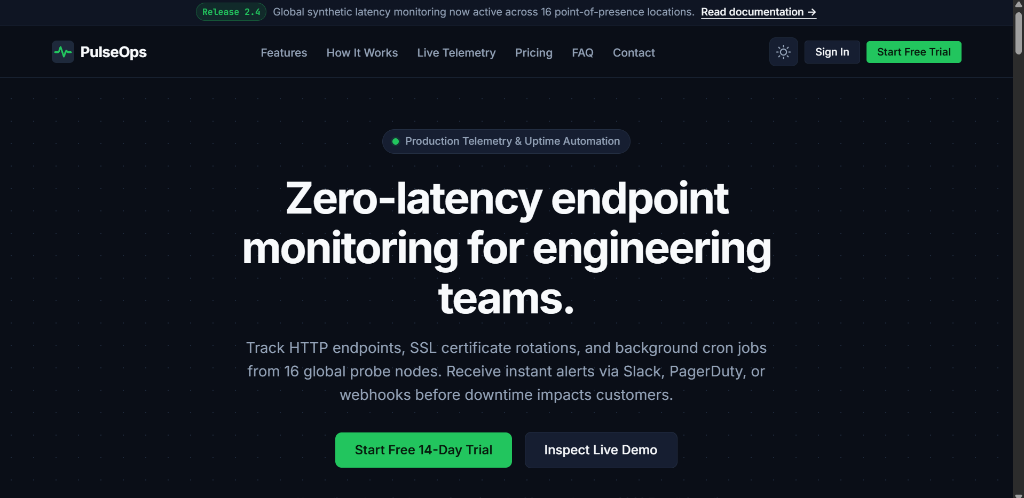 Release 2.4 Global synthetic latency monitoring now active across 16 point-of-presence locations. Read documentation →
PulseOps Features How It Works Live Telemetry Pricing FAQ Contact Sign In Start Free Trial
Production Telemetry & Uptime Automation
Zero-latency endpoint
monitoring for engineering
teams.
Track HTTP endpoints, SSL certificate rotations, and background cron jobs
from 16 global probe nodes. Receive instant alerts via Slack, PagerDuty, or
webhooks before downtime impacts customers.
Start Free 14-Day Trial Inspect Live Demo